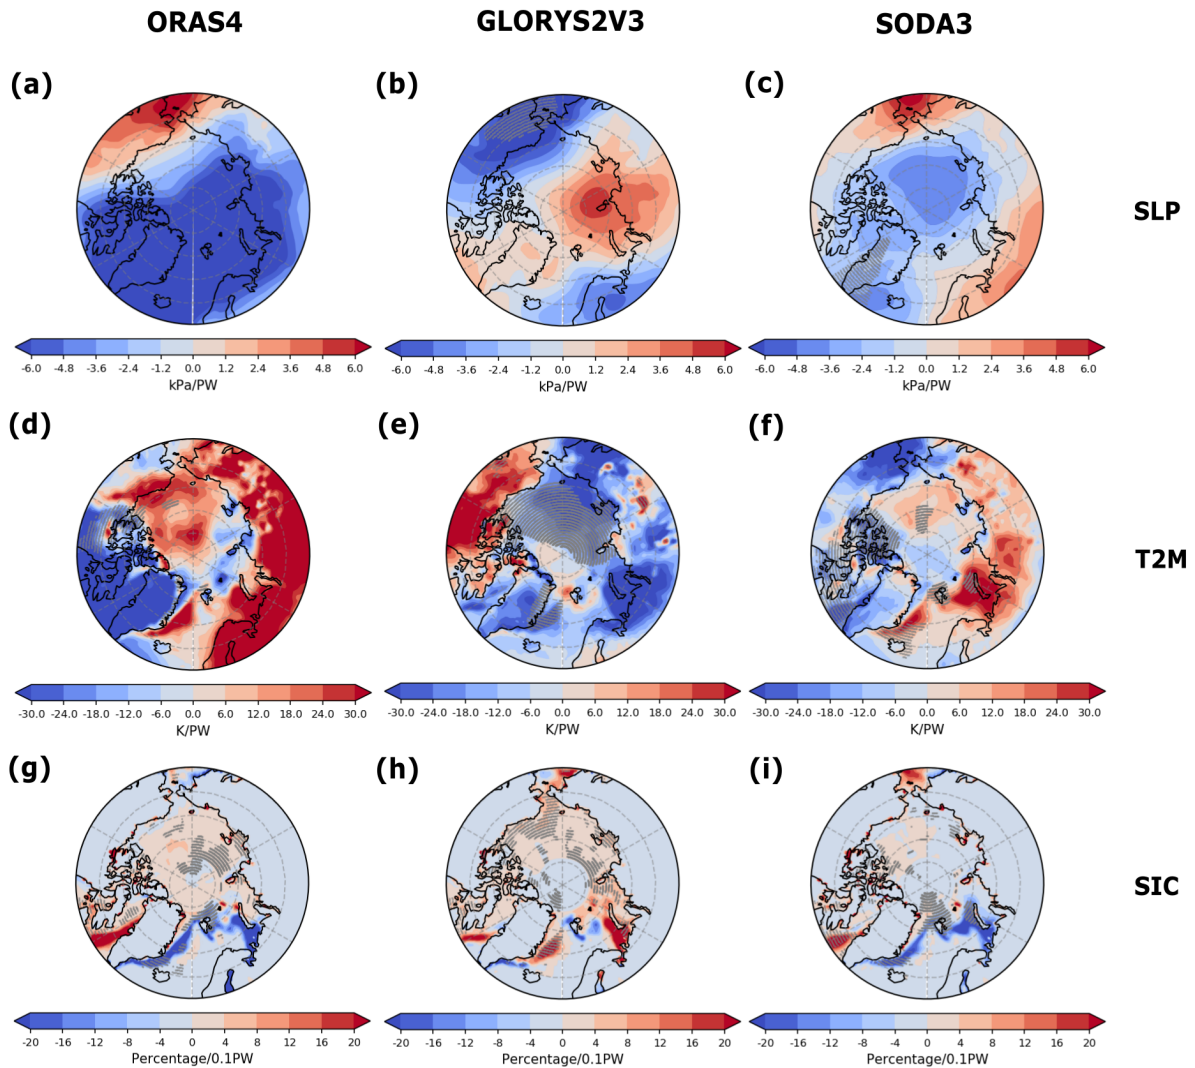 ORAS4 GLORYS2V3 SODA3
(a) (b) (c)
SLP
-6.0 -4.8 -3.6 -2.4 -1.2 0.0 1.2 2.4 3.6 4.8 6.0
kPa/PW
-6.0 -4.8 -3.6 -2.4 -1.2 0.0 1.2 2.4 3.6 4.8 6.0
kPa/PW
-6.0 -4.8 -3.6 -2.4 -1.2 0.0 1.2 2.4 3.6 4.8 6.0
kPa/PW
(d) (e) (f)
T2M
-30.0 -24.0 -18.0 -12.0 -6.0 0.0 6.0 12.0 18.0 24.0 30.0
K/PW
-30.0 -24.0 -18.0 -12.0 -6.0 0.0 6.0 12.0 18.0 24.0 30.0
K/PW
-30.0 -24.0 -18.0 -12.0 -6.0 0.0 6.0 12.0 18.0 24.0 30.0
K/PW
(g) (h) (i)
SIC
-20 -16 -12 -8 -4 0 4 8 12 16 20
Percentage/0.1PW
-20 -16 -12 -8 -4 0 4 8 12 16 20
Percentage/0.1PW
-20 -16 -12 -8 -4 0 4 8 12 16 20
Percentage/0.1PW